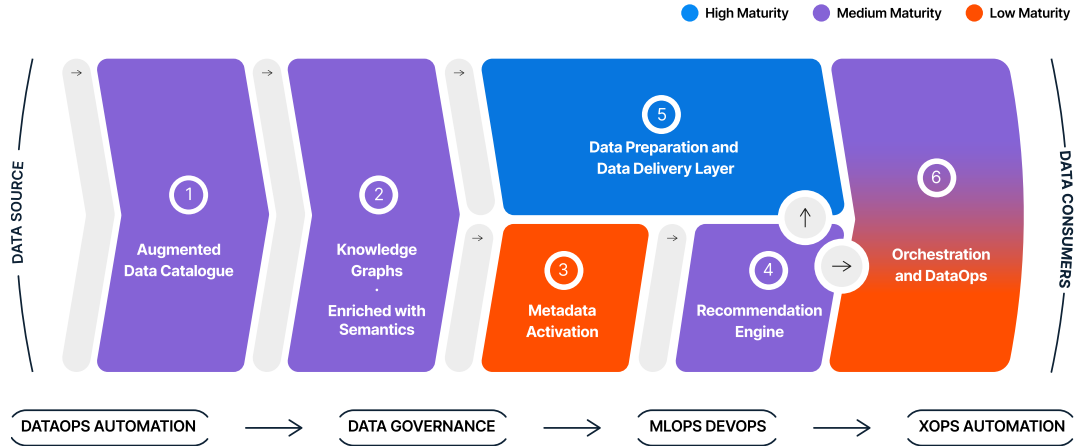 High Maturity
Medium Maturity
Low Maturity
DATA SOURCE
1
Augmented
Data Catalogue
2
Knowledge
Graphs
·
Enriched with
Semantics
5
Data Preparation and
Data Delivery Layer
3
Metadata
Activation
4
Recommendation
Engine
6
Orchestration
and DataOps
DATA CONSUMERS
DATAOPS AUTOMATION
DATA GOVERNANCE
MLOPS DEVOPS
XOPS AUTOMATION